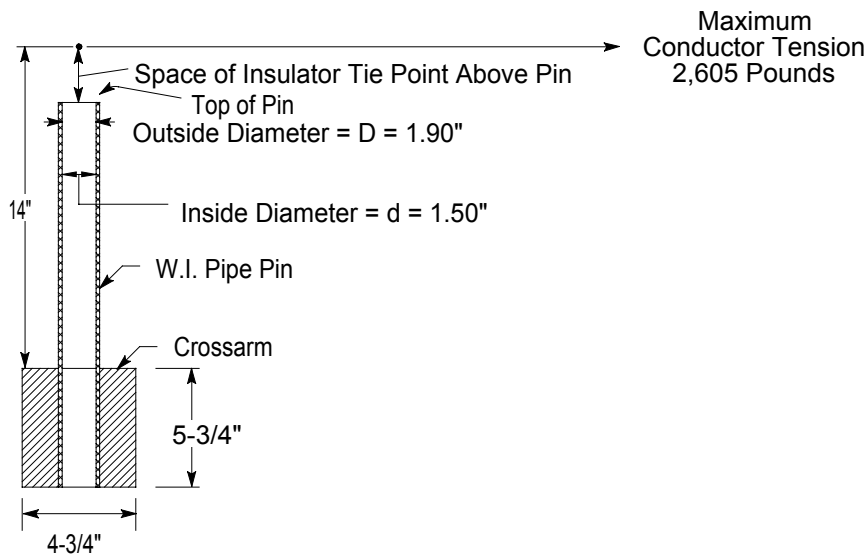 Maximum
Conductor Tension
2,605 Pounds
Space of Insulator Tie Point Above Pin
Top of Pin
Outside Diameter = D = 1.90"
14"
Inside Diameter = d = 1.50"
W.I. Pipe Pin
Crossarm
5-3/4"
4-3/4"